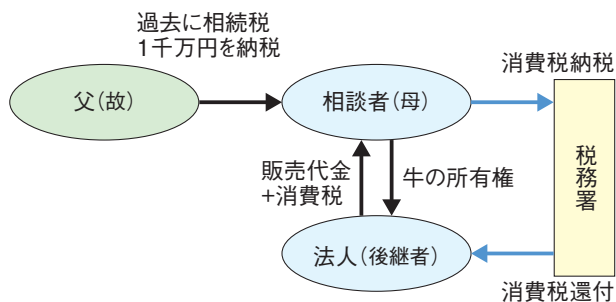 過去に相続税
1千万円を納税
父（故）
相談者（母）
消費税納税
税務署
販売代金
+消費税
牛の所有権
法人（後継者）
消費税還付